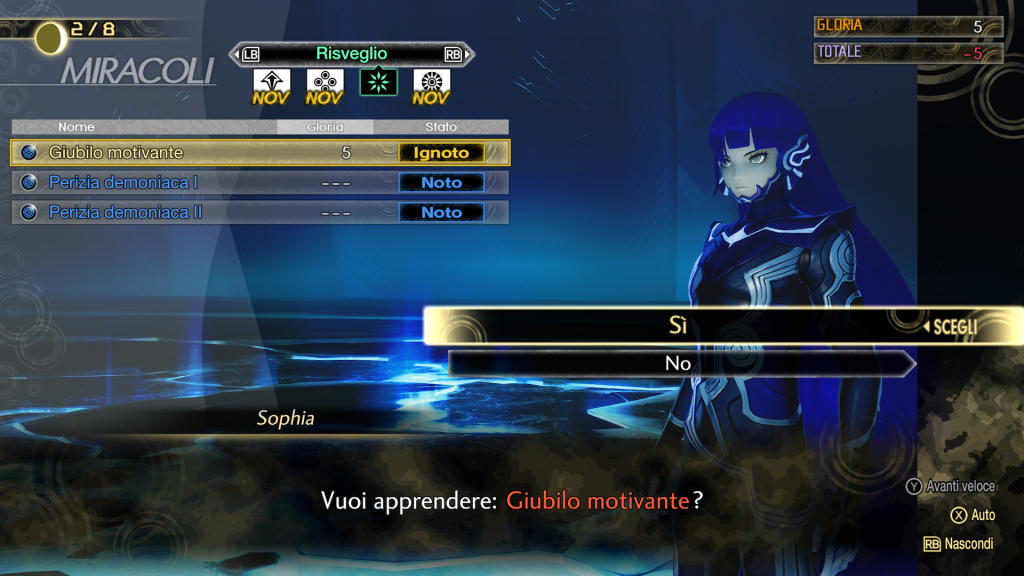 2/8
GLORIA 5
TOTALE -5
MIRACOLI
LB Risveglio RB
NOV NOV NOV
Nome Gloria Stato
Giubilo motivante 5 Ignoto
Perizia demoniaca I --- Noto
Perizia demoniaca II --- Noto
Sì
SCEGLI
No
Sophia
Vuoi apprendere: Giubilo motivante?
Y Avanti veloce
X Auto
RB Nascondi